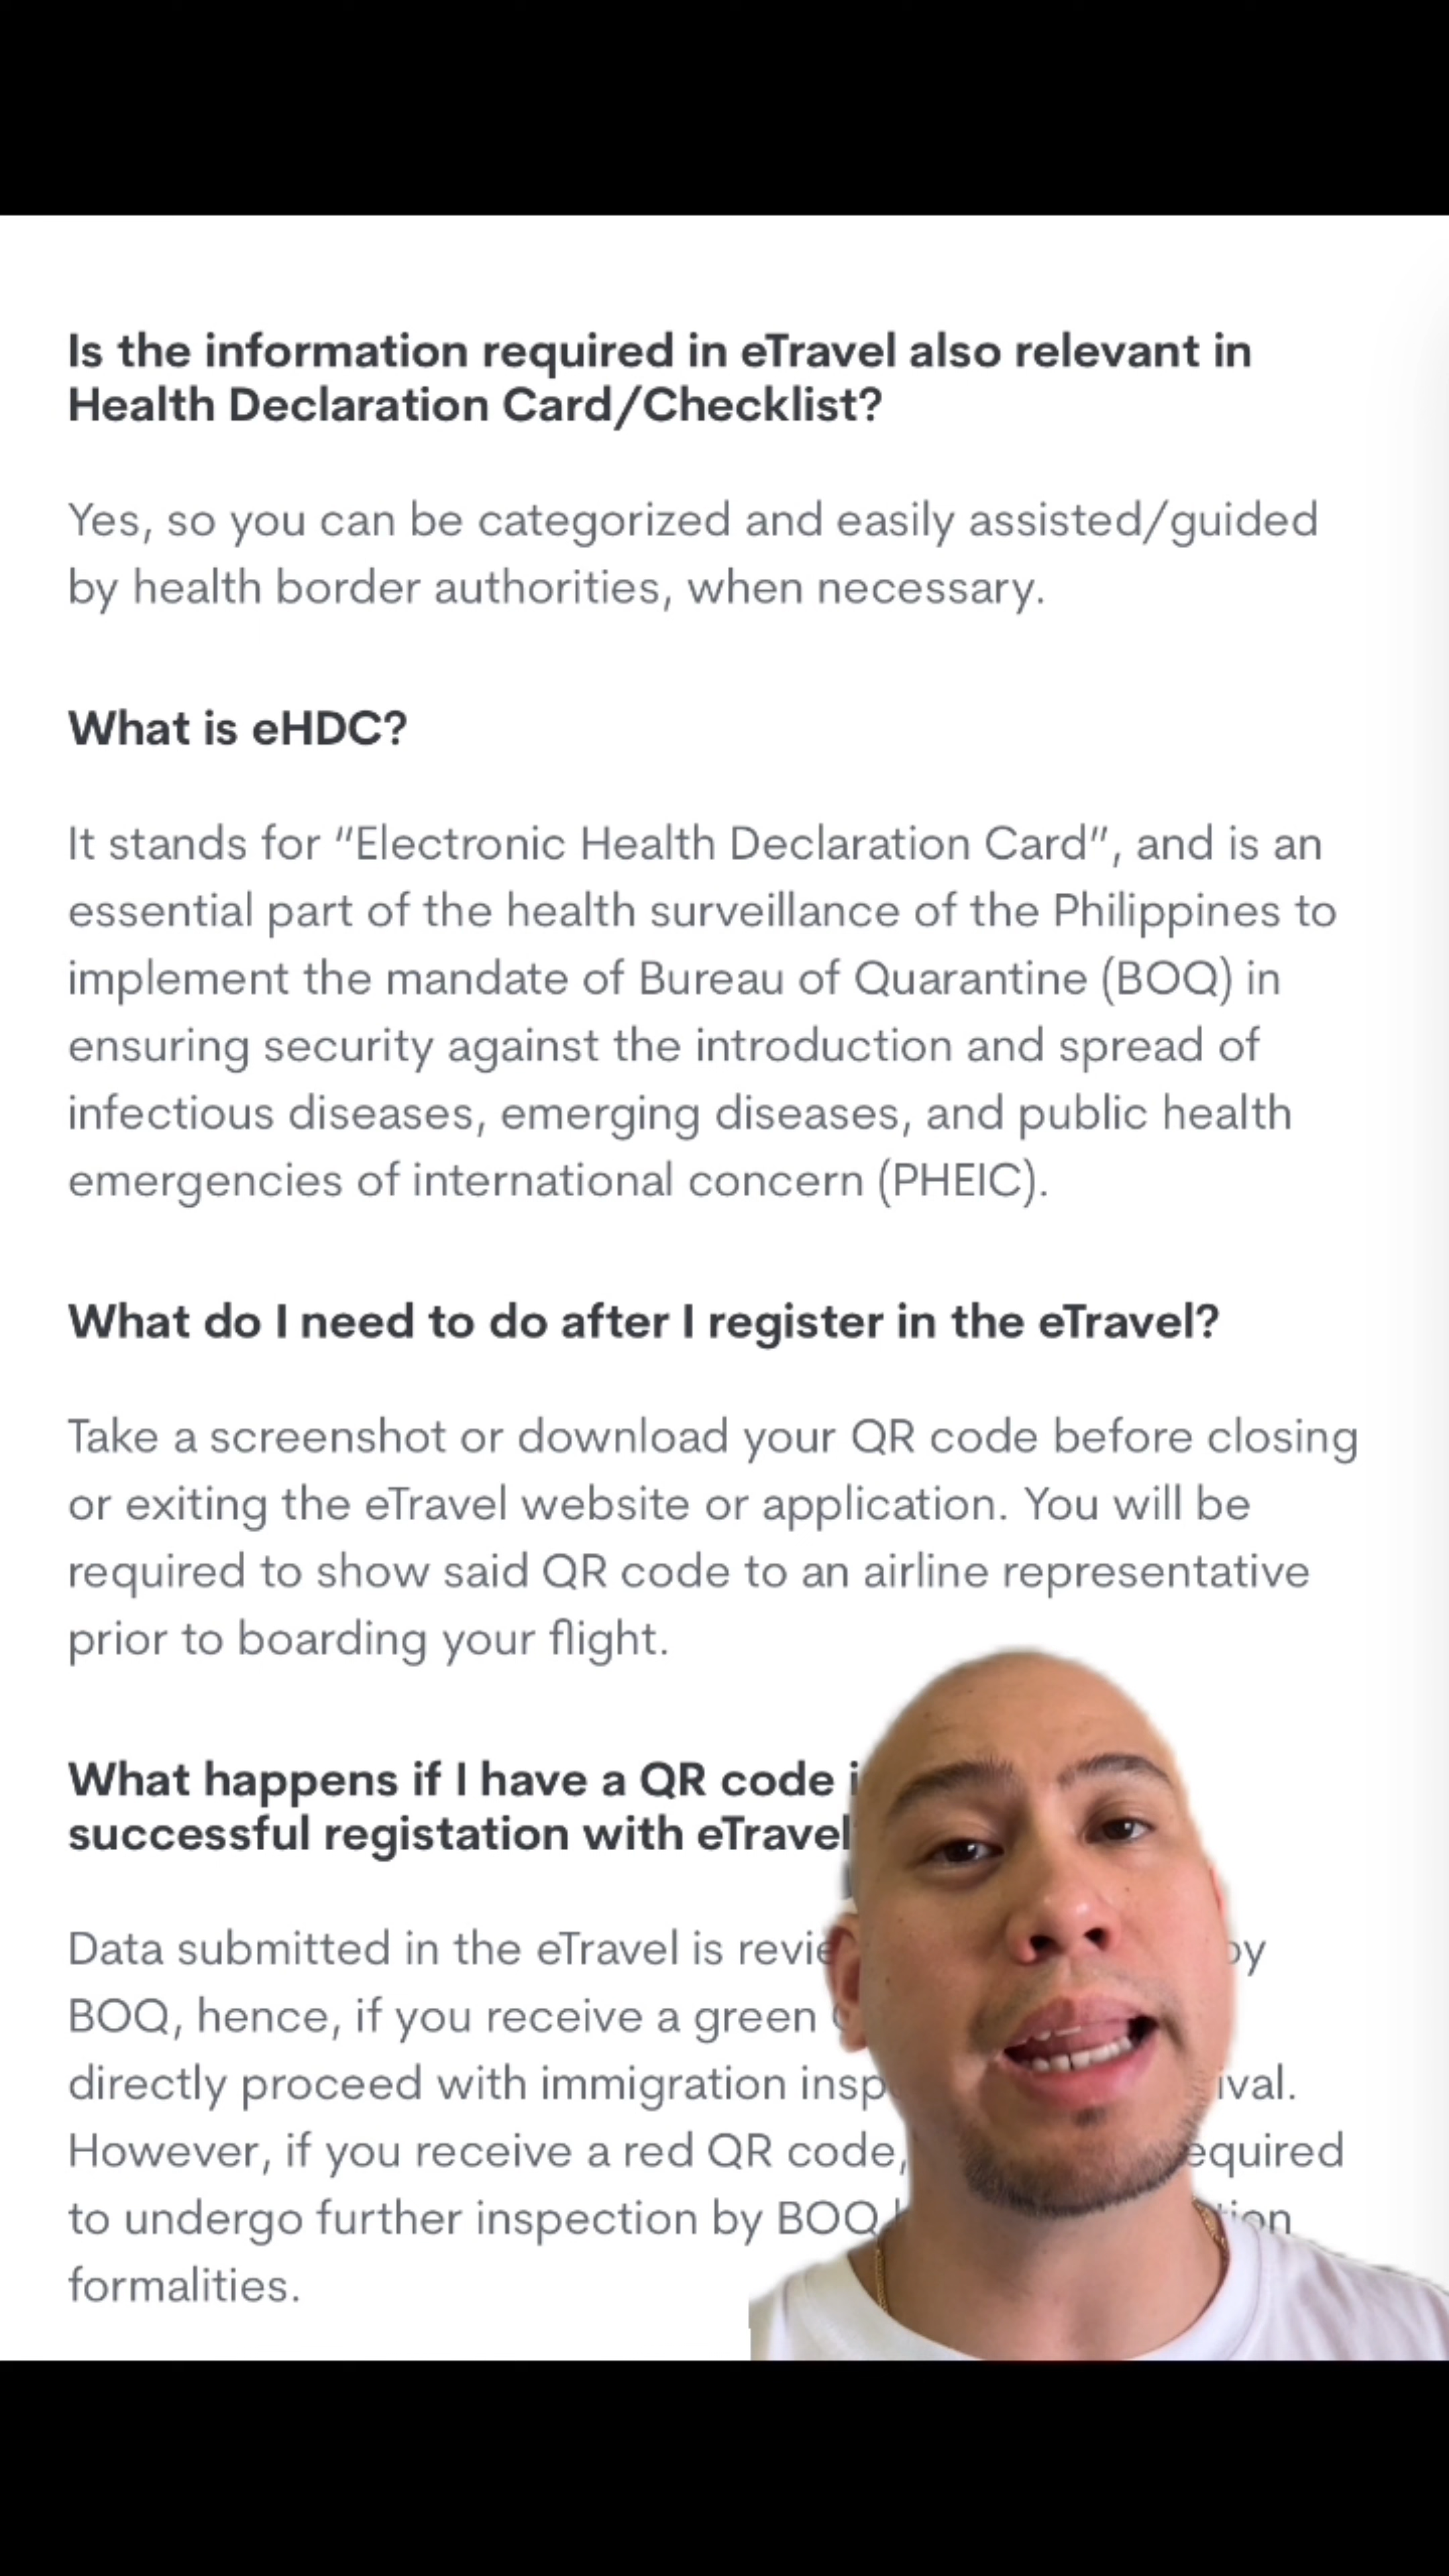 Is the information required in eTravel also relevant in
Health Declaration Card/Checklist?
Yes, so you can be categorized and easily assisted/guided
by health border authorities, when necessary.
What is eHDC?
It stands for "Electronic Health Declaration Card", and is an
essential part of the health surveillance of the Philippines to
implement the mandate of Bureau of Quarantine (BOQ) in
ensuring security against the introduction and spread of
infectious diseases, emerging diseases, and public health
emergencies of international concern (PHEIC).
What do I need to do after I register in the eTravel?
Take a screenshot or download your QR code before closing
or exiting the eTravel website or application. You will be
required to show said QR code to an airline representative
prior to boarding your flight.
What happens if I have a QR code
successful registation with eTravel
Data submitted in the eTravel is by
BOQ, hence, if you receive a green
directly proceed with immigration
However, if you receive a red QR code,
to undergo further inspection by BOQ
formalities.